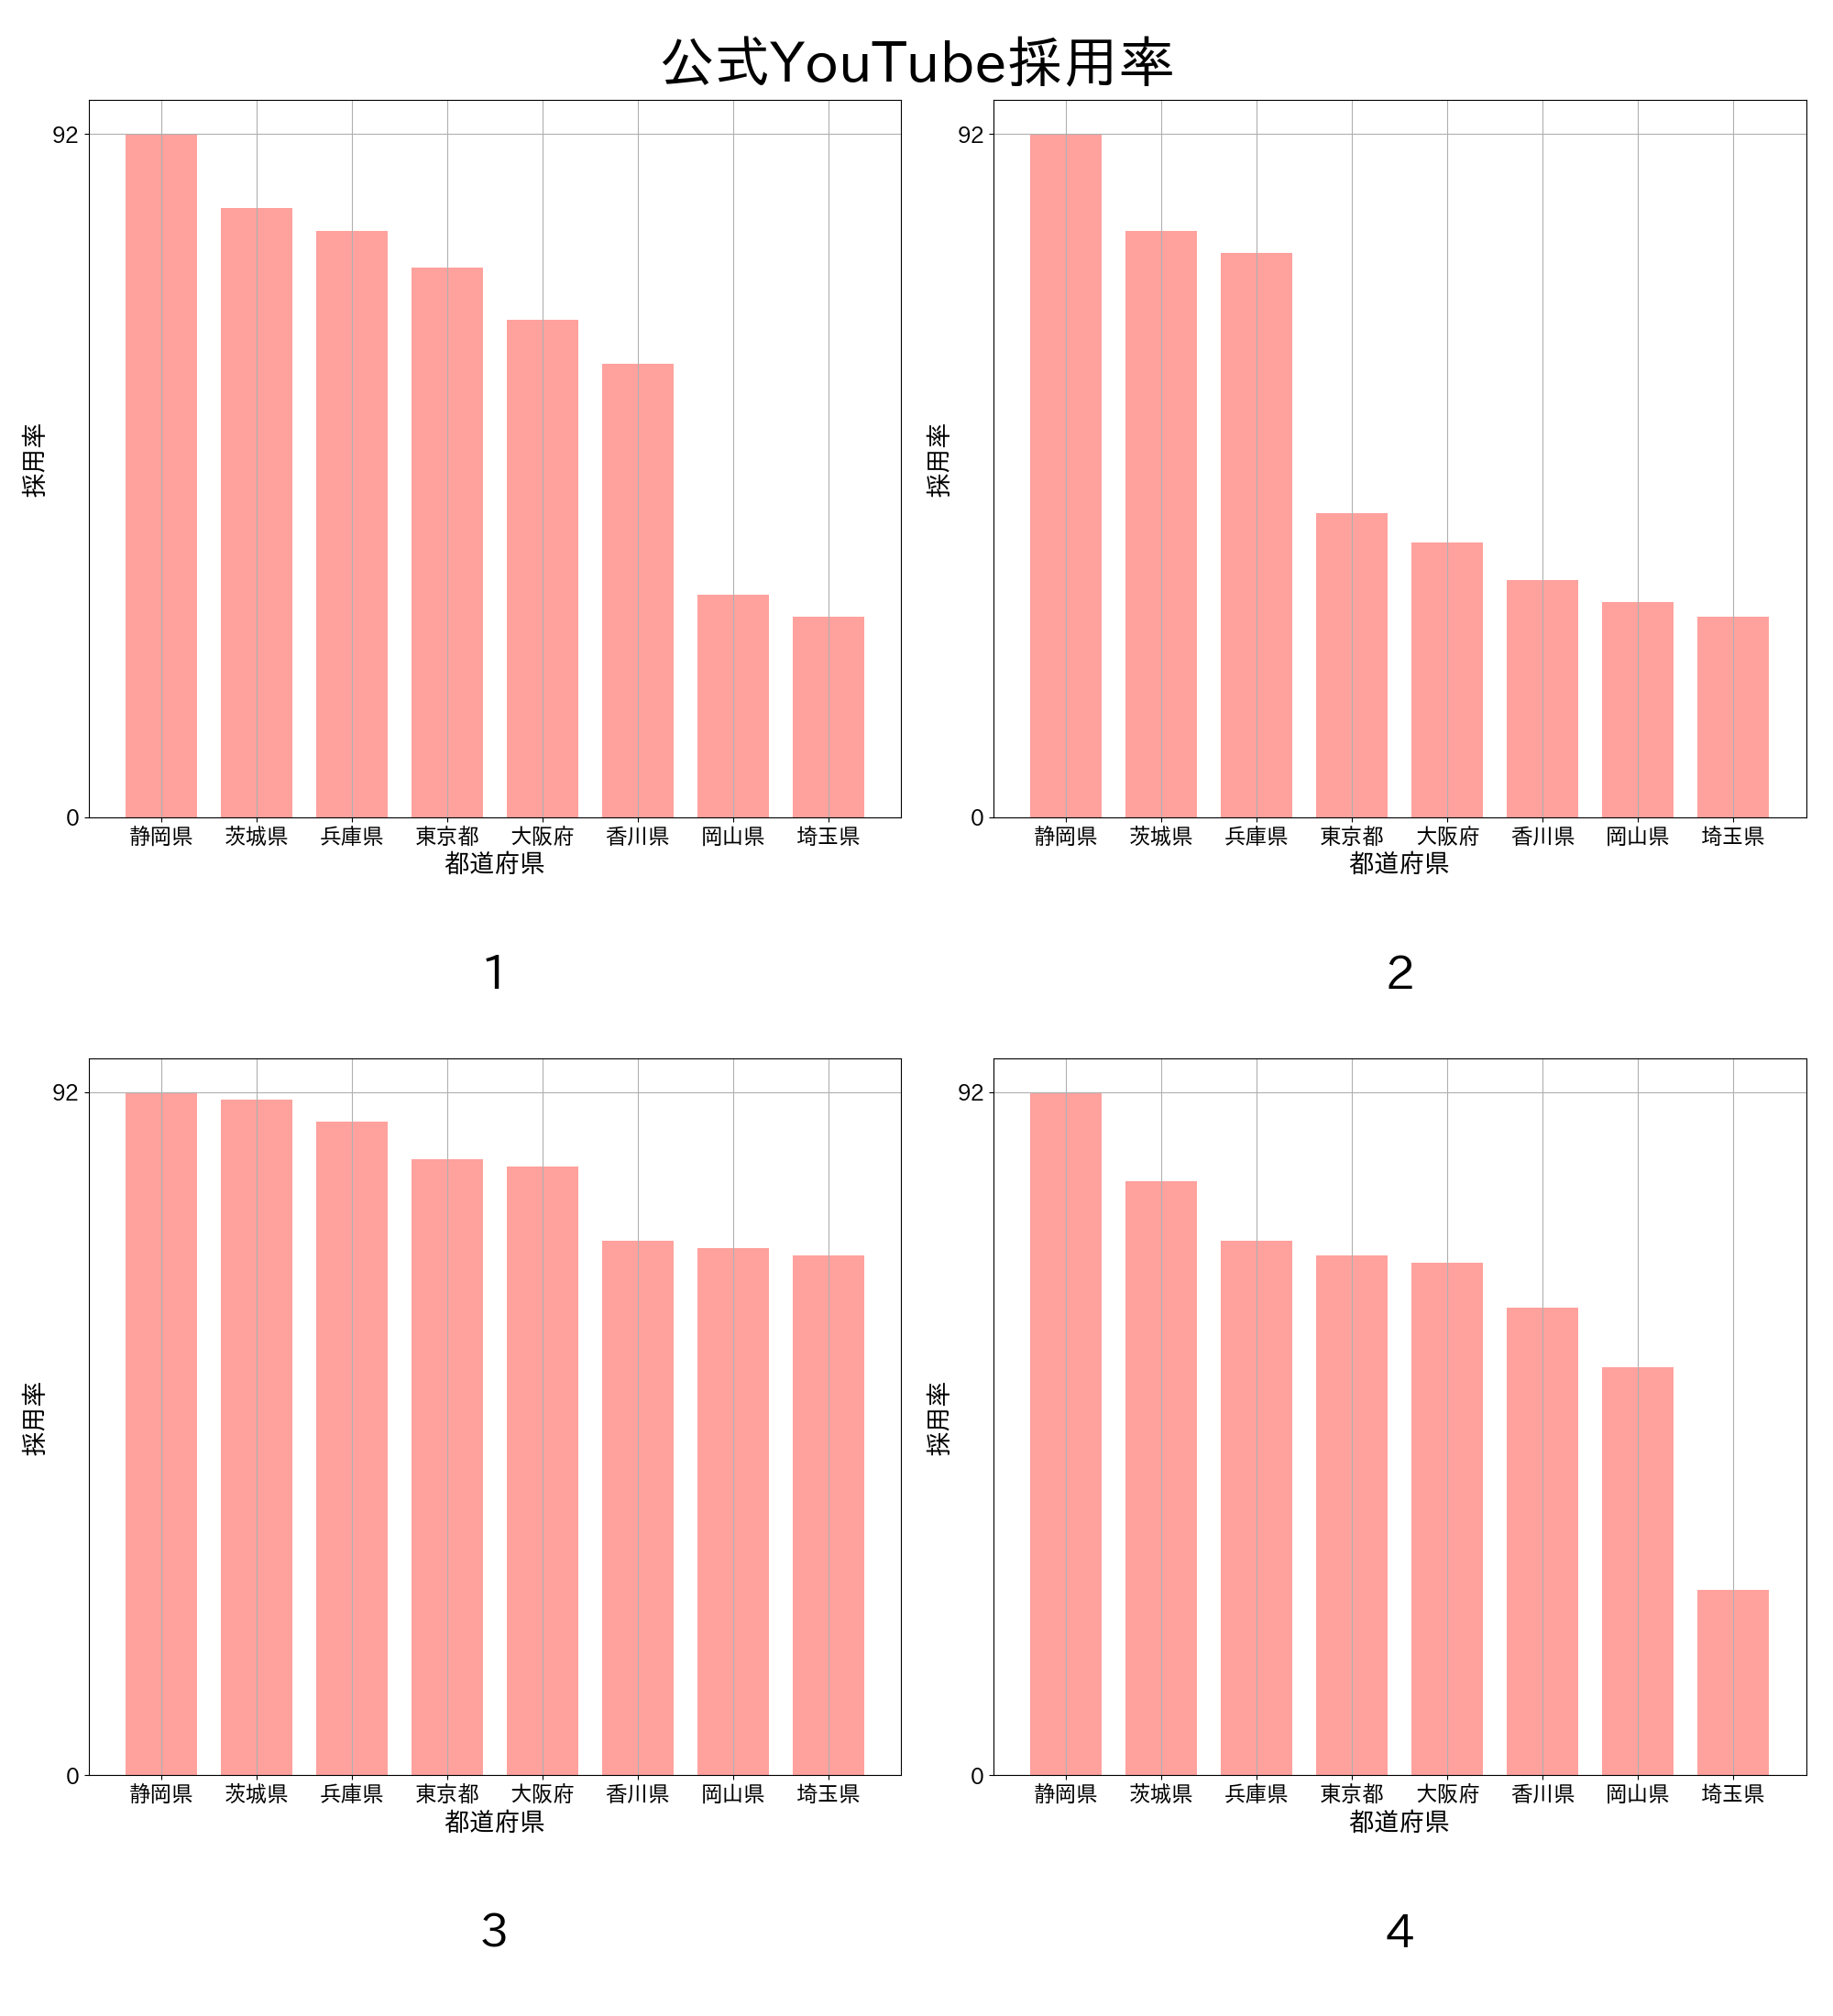 公式YouTube採用率
92
0
採用率
静岡県 茨城県 兵庫県 東京都 大阪府 香川県 岡山県 埼玉県
都道府県
1
92
0
採用率
静岡県 茨城県 兵庫県 東京都 大阪府 香川県 岡山県 埼玉県
都道府県
2
92
0
採用率
静岡県 茨城県 兵庫県 東京都 大阪府 香川県 岡山県 埼玉県
都道府県
3
92
0
採用率
静岡県 茨城県 兵庫県 東京都 大阪府 香川県 岡山県 埼玉県
都道府県
4